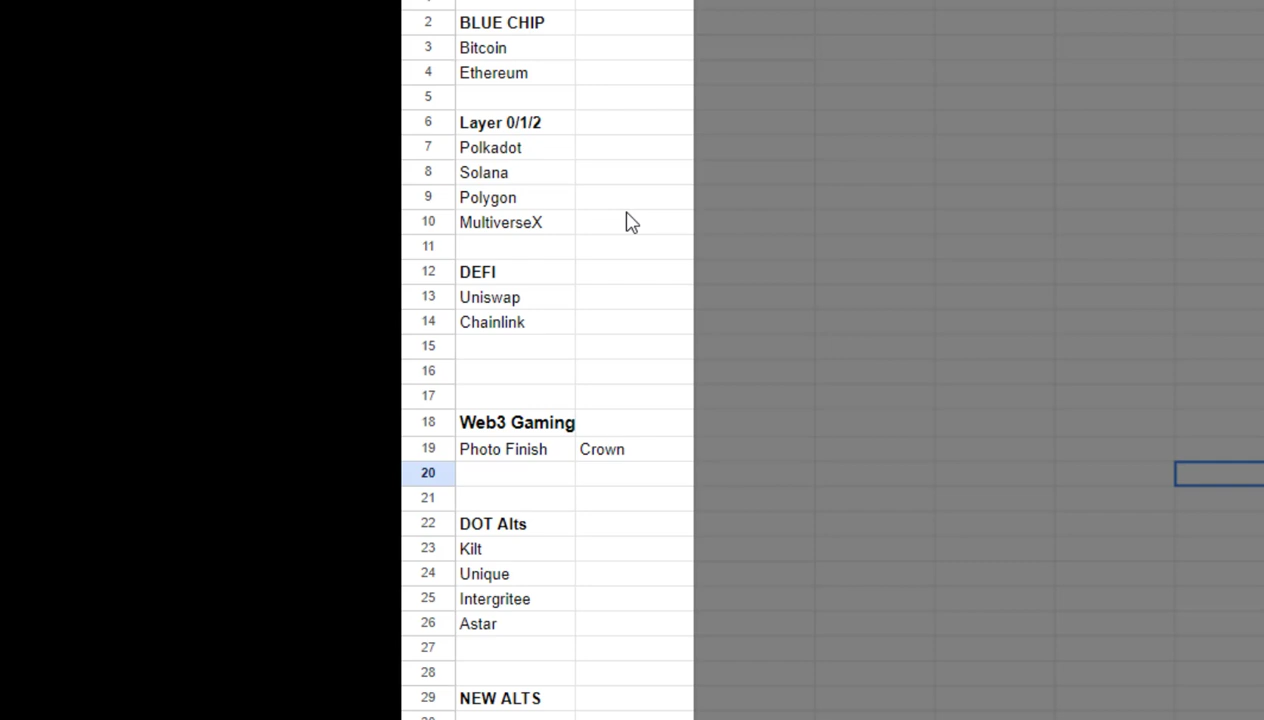 2 BLUE CHIP
3 Bitcoin
4 Ethereum
5
6 Layer 0/1/2
7 Polkadot
8 Solana
9 Polygon
10 MultiverseX
11
12 DEFI
13 Uniswap
14 Chainlink
15
16
17
18 Web3 Gaming
19 Photo Finish Crown
20
21
22 DOT Alts
23 Kilt
24 Unique
25 Intergritee
26 Astar
27
28
29 NEW ALTS